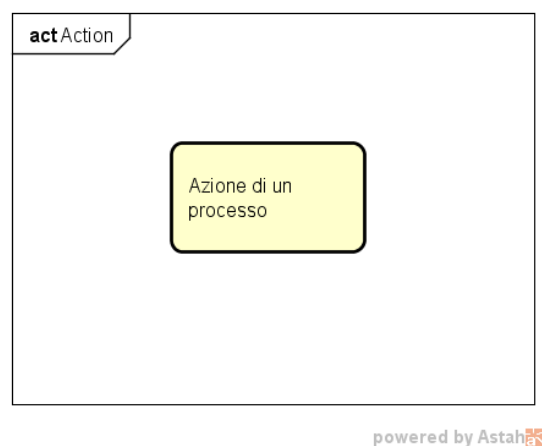 act Action
Azione di un
processo
powered by Astah